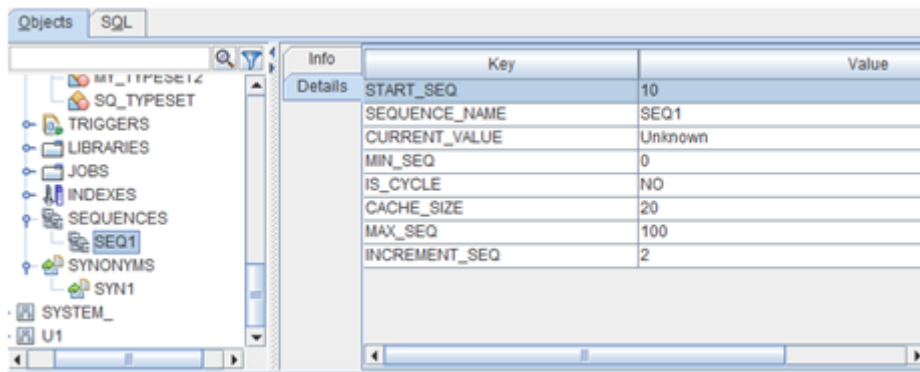 Objects SQL
MY_TYPESET2
SQ_TYPESET
TRIGGERS
LIBRARIES
JOBS
INDEXES
SEQUENCES
SEQ1
SYNONYMS
SYN1
SYSTEM_
U1
Info
Details
Key Value
START_SEQ 10
SEQUENCE_NAME SEQ1
CURRENT_VALUE Unknown
MIN_SEQ 0
IS_CYCLE NO
CACHE_SIZE 20
MAX_SEQ 100
INCREMENT_SEQ 2